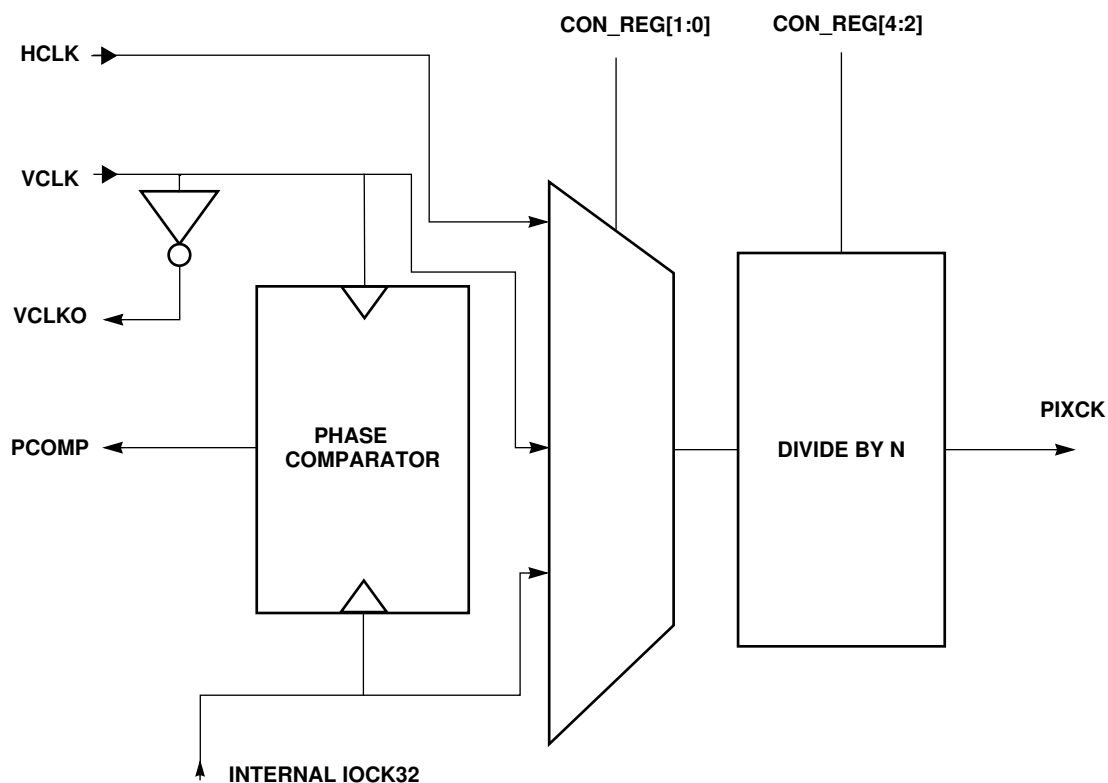 CON_REG[1:0]
CON_REG[4:2]
HCLK
VCLK
VCLKO
PCOMP
PHASE
COMPARATOR
DIVIDE BY N
PIXCK
INTERNAL IOCK32